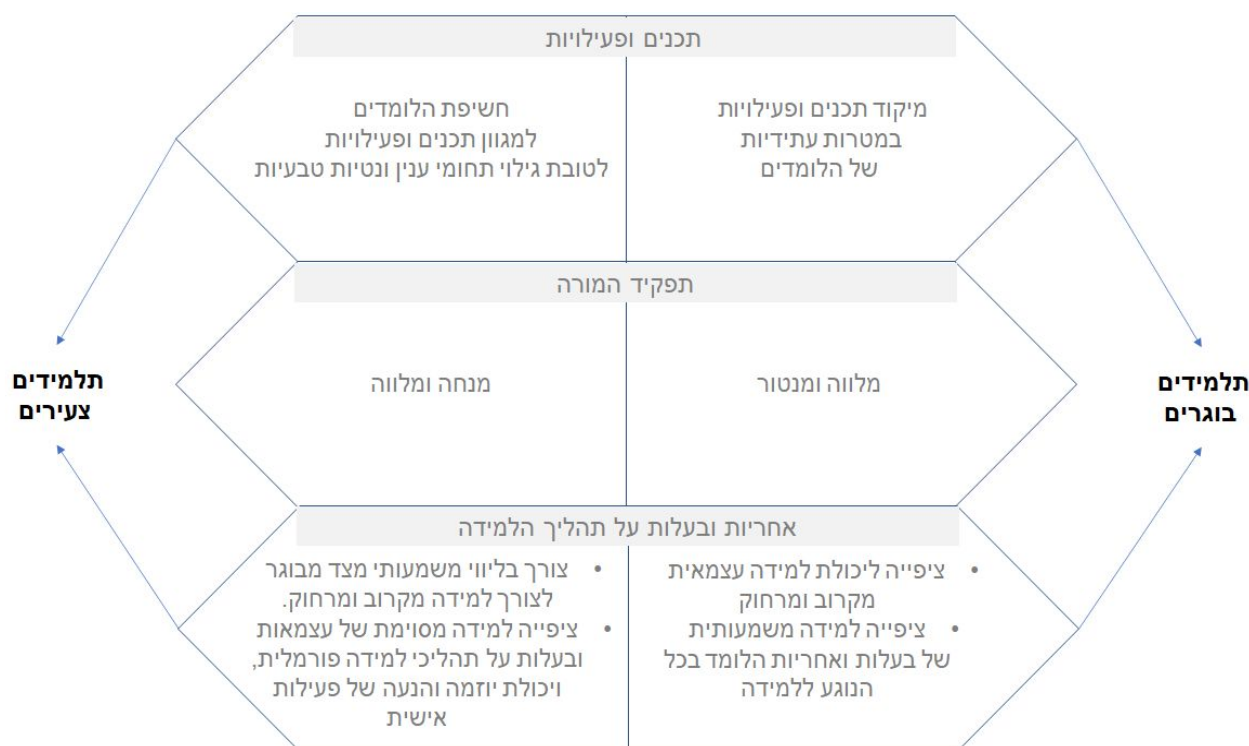 תכנים ופעילויות
מיקוד תכנים ופעילויות
במטרות עתידיות
של הלומדים
חשיפת הלומדים
למגוון תכנים ופעילויות
לטובת גילוי תחומי ענין ונטיות טבעיות
תפקיד המורה
מלווה ומנטור
מנחה ומלווה
תלמידים
בוגרים
תלמידים
צעירים
אחריות ובעלות על תהליך הלמידה
• ציפייה ליכולת למידה עצמאית
מקרוב ומרחוק
• ציפייה למידה משמעותית
של בעלות ואחריות הלומד בכל
הנוגע ללמידה
• צורך בליווי משמעותי מצד מבוגר
לצורך למידה מקרוב ומרחוק.
• ציפייה למידה מסוימת של עצמאות
ובעלות על תהליכי למידה פורמלית,
ויכולת יוזמה והנעה של פעילות
אישית